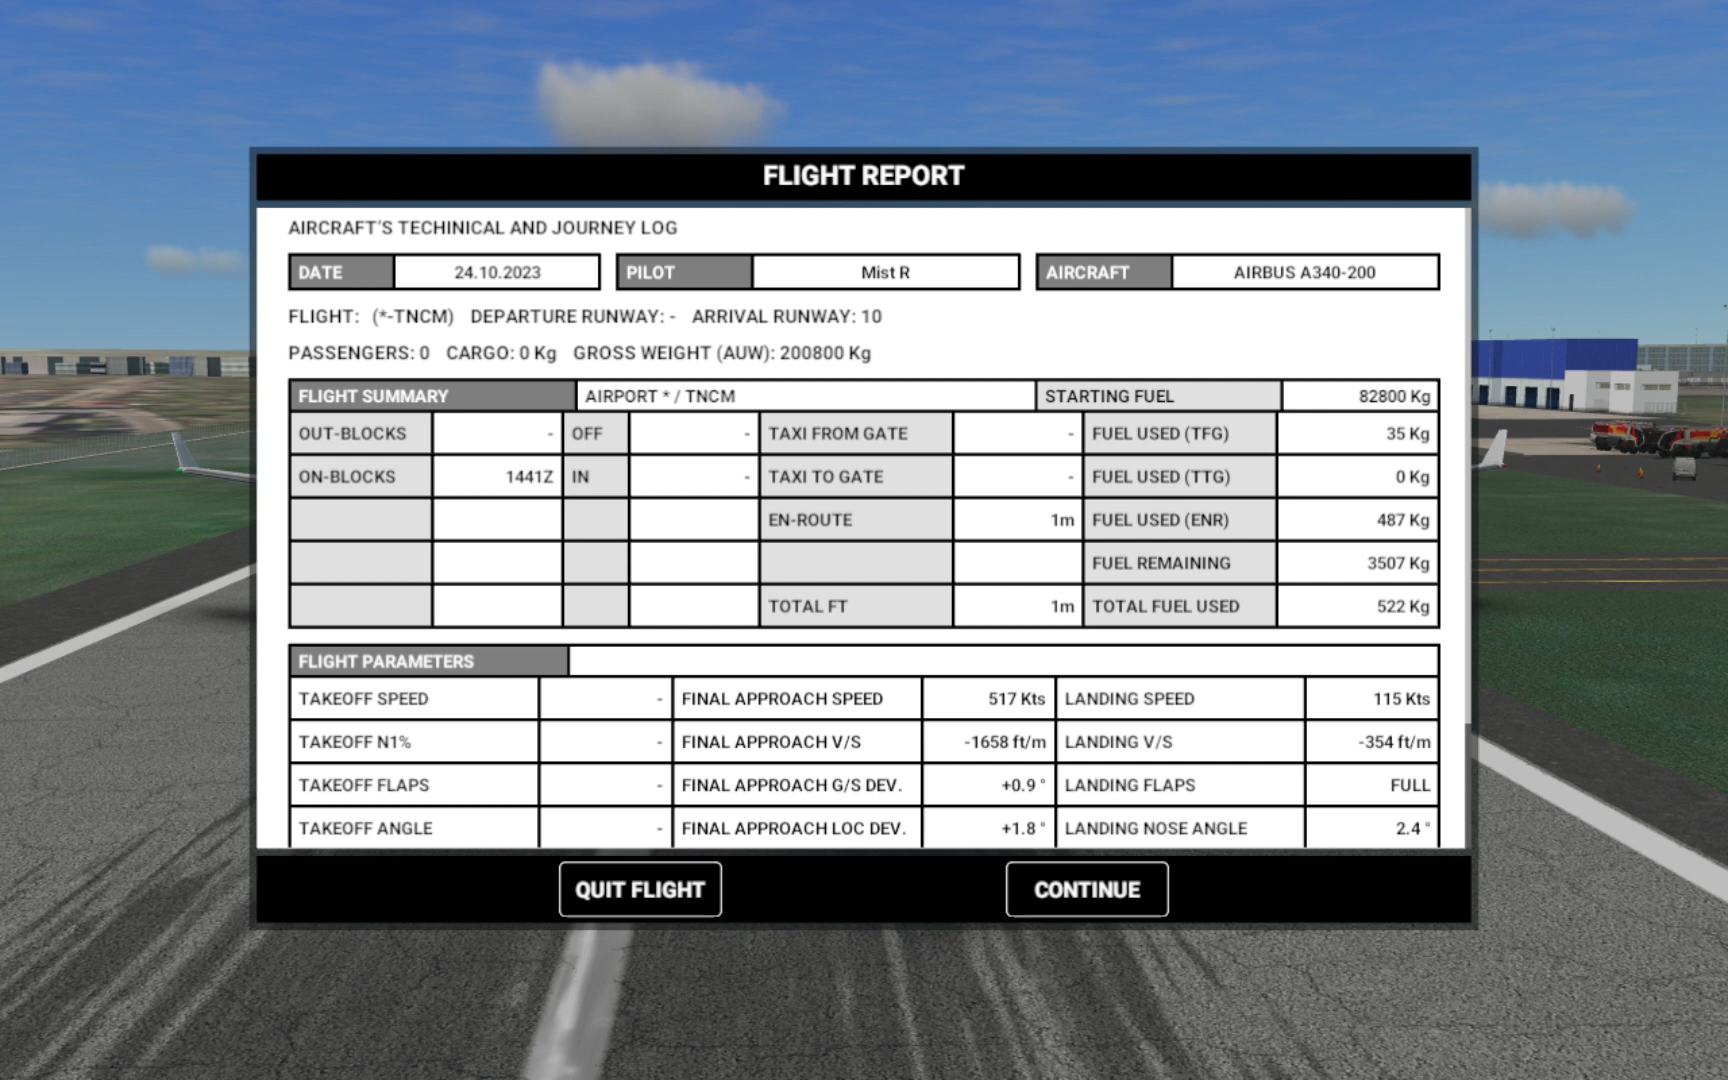 FLIGHT REPORT
AIRCRAFT'S TECHINICAL AND JOURNEY LOG
DATE 24.10.2023 PILOT Mist R AIRCRAFT AIRBUS A340-200
FLIGHT: (*-TNCM) DEPARTURE RUNWAY: - ARRIVAL RUNWAY: 10
PASSENGERS: 0 CARGO: 0 Kg GROSS WEIGHT (AUW): 200800 Kg
FLIGHT SUMMARY AIRPORT * / TNCM STARTING FUEL 82800 Kg
OUT-BLOCKS - OFF - TAXI FROM GATE - FUEL USED (TFG) 35 Kg
ON-BLOCKS 1441Z IN - TAXI TO GATE - FUEL USED (TTG) 0 Kg
EN-ROUTE 1m FUEL USED (ENR) 487 Kg
FUEL REMAINING 3507 Kg
TOTAL FT 1m TOTAL FUEL USED 522 Kg
FLIGHT PARAMETERS
TAKEOFF SPEED - FINAL APPROACH SPEED 517 Kts LANDING SPEED 115 Kts
TAKEOFF N1% - FINAL APPROACH V/S -1658 ft/m LANDING V/S -354 ft/m
TAKEOFF FLAPS - FINAL APPROACH G/S DEV. +0.9 ° LANDING FLAPS FULL
TAKEOFF ANGLE - FINAL APPROACH LOC DEV. +1.8 ° LANDING NOSE ANGLE 2.4 °
QUIT FLIGHT CONTINUE